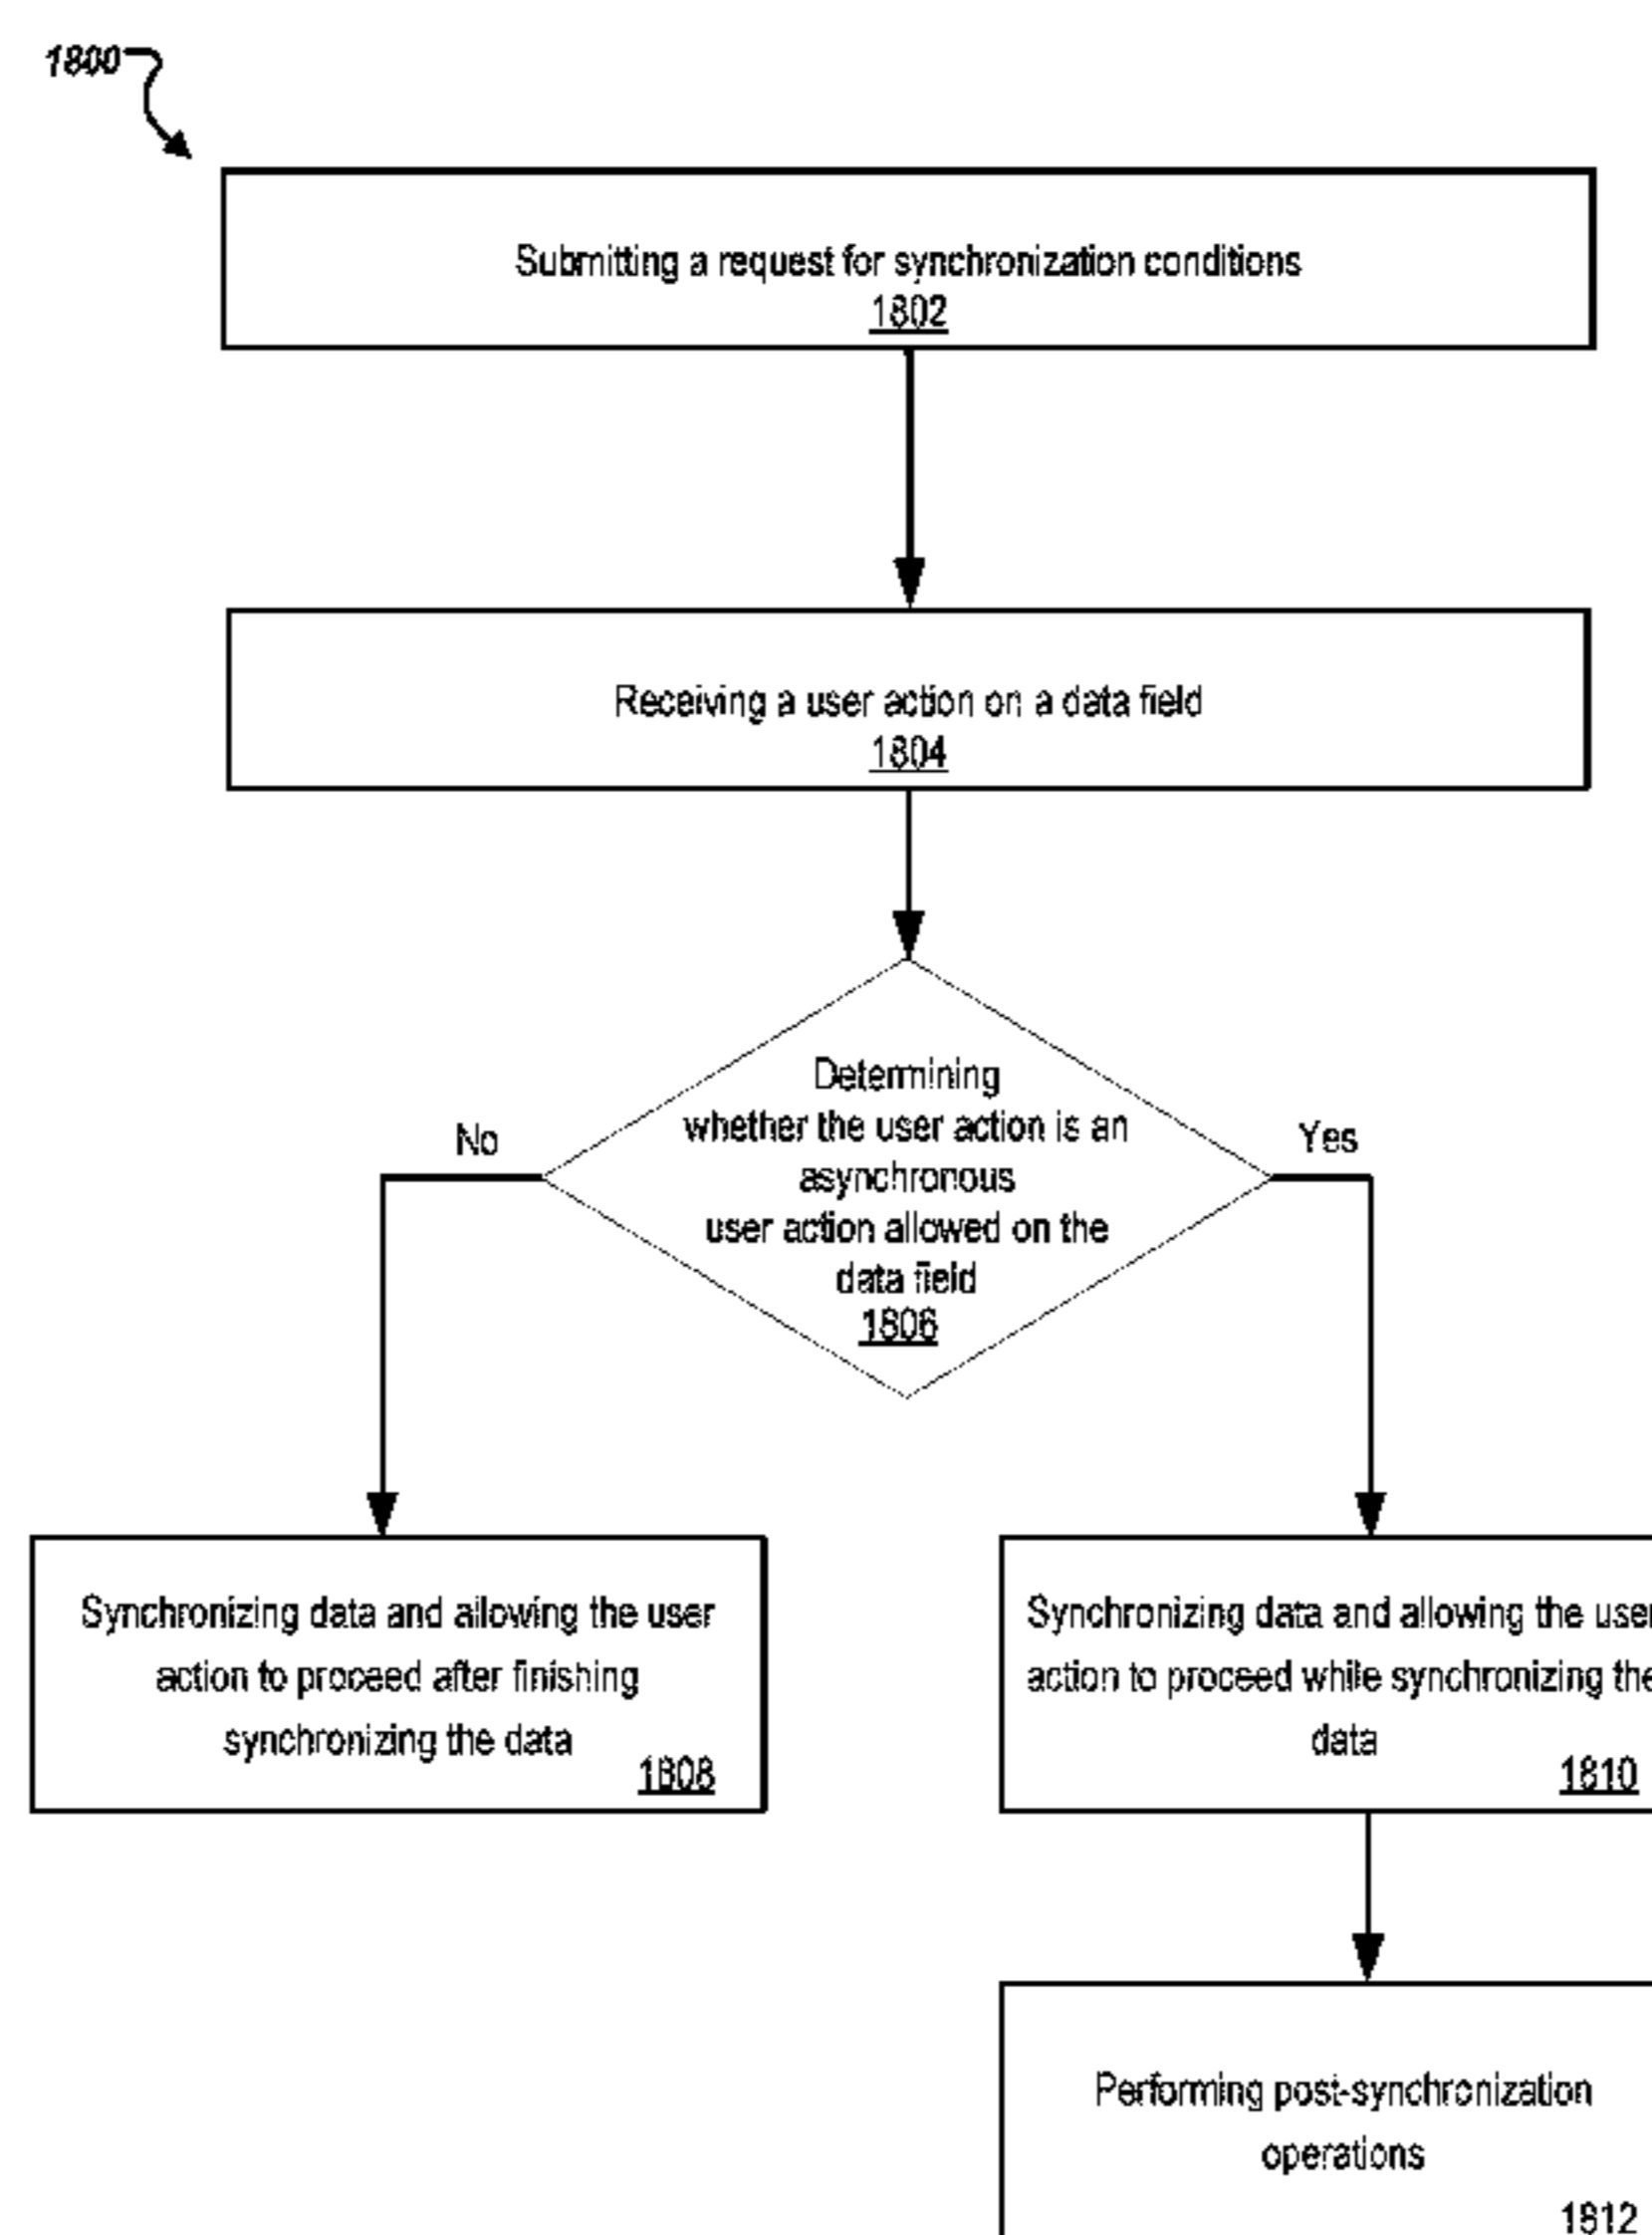 1800
Submitting a request for synchronization conditions
1802
Receiving a user action on a data field
1804
Determining
whether the user action is an
asynchronous
user action allowed on the
data field
1806
No
Yes
Synchronizing data and allowing the user
action to proceed after finishing
synchronizing the data
1808
Synchronizing data and allowing the user
action to proceed while synchronizing the
data
1810
Performing post-synchronization
operations
1812